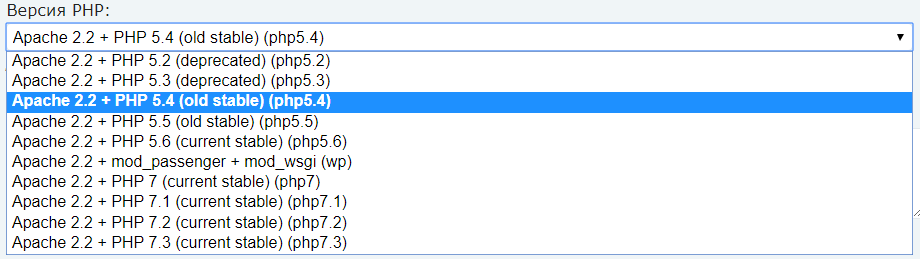 Версия PHP:
Apache 2.2 + PHP 5.4 (old stable) (php5.4)
Apache 2.2 + PHP 5.2 (deprecated) (php5.2)
Apache 2.2 + PHP 5.3 (deprecated) (php5.3)
Apache 2.2 + PHP 5.4 (old stable) (php5.4)
Apache 2.2 + PHP 5.5 (old stable) (php5.5)
Apache 2.2 + PHP 5.6 (current stable) (php5.6)
Apache 2.2 + mod_passenger + mod_wsgi (wp)
Apache 2.2 + PHP 7 (current stable) (php7)
Apache 2.2 + PHP 7.1 (current stable) (php7.1)
Apache 2.2 + PHP 7.2 (current stable) (php7.2)
Apache 2.2 + PHP 7.3 (current stable) (php7.3)